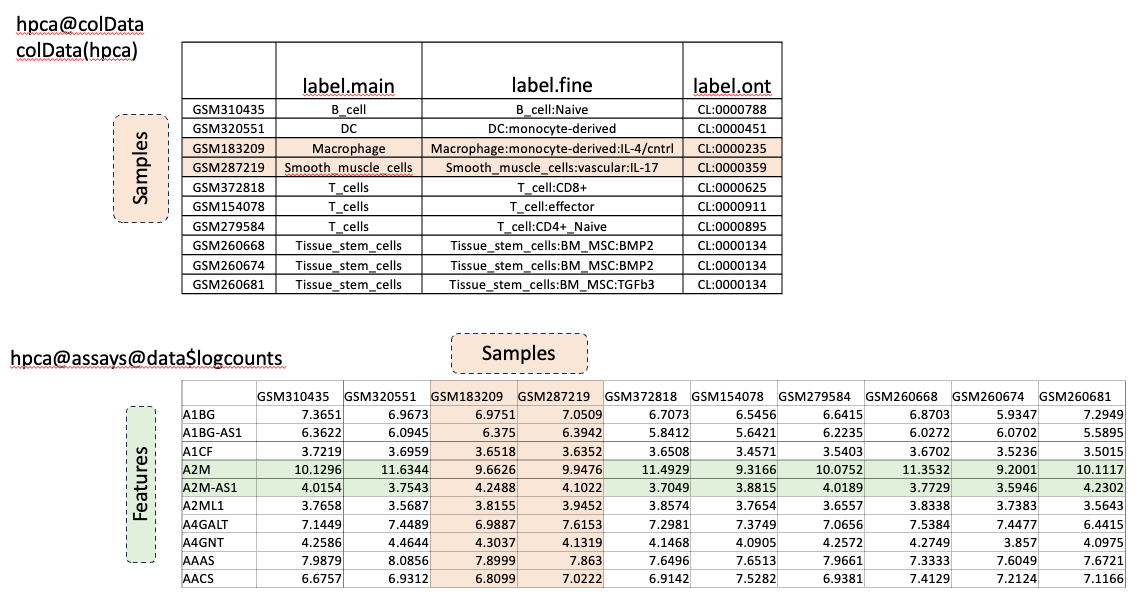 hpca@colData
colData(hpca)
label.main label.fine label.ont
GSM310435 B_cell B_cell:Naive CL:0000788
GSM320551 DC DC:monocyte-derived CL:0000451
GSM183209 Macrophage Macrophage:monocyte-derived:IL-4/cntrl CL:0000235
GSM287219 Smooth_muscle_cells Smooth_muscle_cells:vascular:IL-17 CL:0000359
GSM372818 T_cells T_cell:CD8+ CL:0000625
GSM154078 T_cells T_cell:effector CL:0000911
GSM279584 T_cells T_cell:CD4+_Naive CL:0000895
GSM260668 Tissue_stem_cells Tissue_stem_cells:BM_MSC:BMP2 CL:0000134
GSM260674 Tissue_stem_cells Tissue_stem_cells:BM_MSC:BMP2 CL:0000134
GSM260681 Tissue_stem_cells Tissue_stem_cells:BM_MSC:TGFb3 CL:0000134
Samples
hpca@assays@data$logcounts
Samples
GSM310435 GSM320551 GSM183209 GSM287219 GSM372818 GSM154078 GSM279584 GSM260668 GSM260674 GSM260681
A1BG 7.3651 6.9673 6.9751 7.0509 6.7073 6.5456 6.6415 6.8703 5.9347 7.2949
A1BG-AS1 6.3622 6.0945 6.375 6.3942 5.8412 5.6421 6.2235 6.0272 6.0702 5.5895
A1CF 3.7219 3.6959 3.6518 3.6352 3.6508 3.4571 3.5403 3.6702 3.5236 3.5015
A2M 10.1296 11.6344 9.6626 9.9476 11.4929 9.3166 10.0752 11.3532 9.2001 10.1117
A2M-AS1 4.0154 3.7543 4.2488 4.1022 3.7049 3.8815 4.0189 3.7729 3.5946 4.2302
A2ML1 3.7658 3.5687 3.8155 3.9452 3.8574 3.7654 3.6557 3.8338 3.7383 3.5643
A4GALT 7.1449 7.4489 6.9887 7.6153 7.2981 7.3749 7.0656 7.5384 7.4477 6.4415
A4GNT 4.2586 4.4644 4.3037 4.1319 4.1468 4.0905 4.2572 4.2749 3.857 4.0975
AAAS 7.9879 8.0856 7.8999 7.863 7.6496 7.6513 7.9661 7.3333 7.6049 7.6721
AACS 6.6757 6.9312 6.8099 7.0222 6.9142 7.5282 6.9381 7.4129 7.2124 7.1166
Features